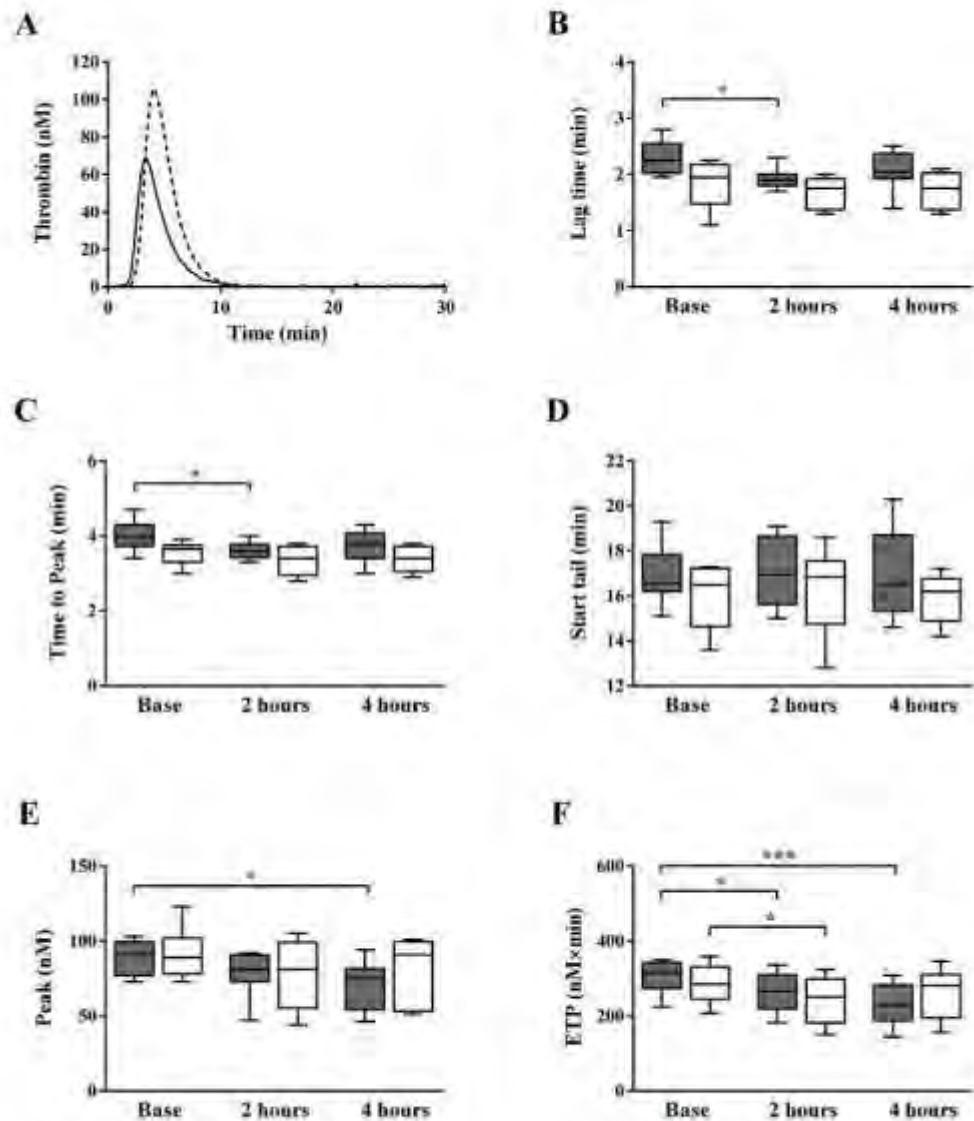 A
Thrombin (nM)
120
100
80
60
40
20
0
0 10 20 30
Time (min)
B
Lag time (min)
4
3
2
1
0
*
Base 2 hours 4 hours
C
Time to Peak (min)
6
4
2
0
*
Base 2 hours 4 hours
D
Start tail (min)
22
20
18
16
14
12
Base 2 hours 4 hours
E
Peak (nM)
150
100
50
0
*
Base 2 hours 4 hours
F
ETP (nM×min)
600
400
200
0
***
*
*
Base 2 hours 4 hours